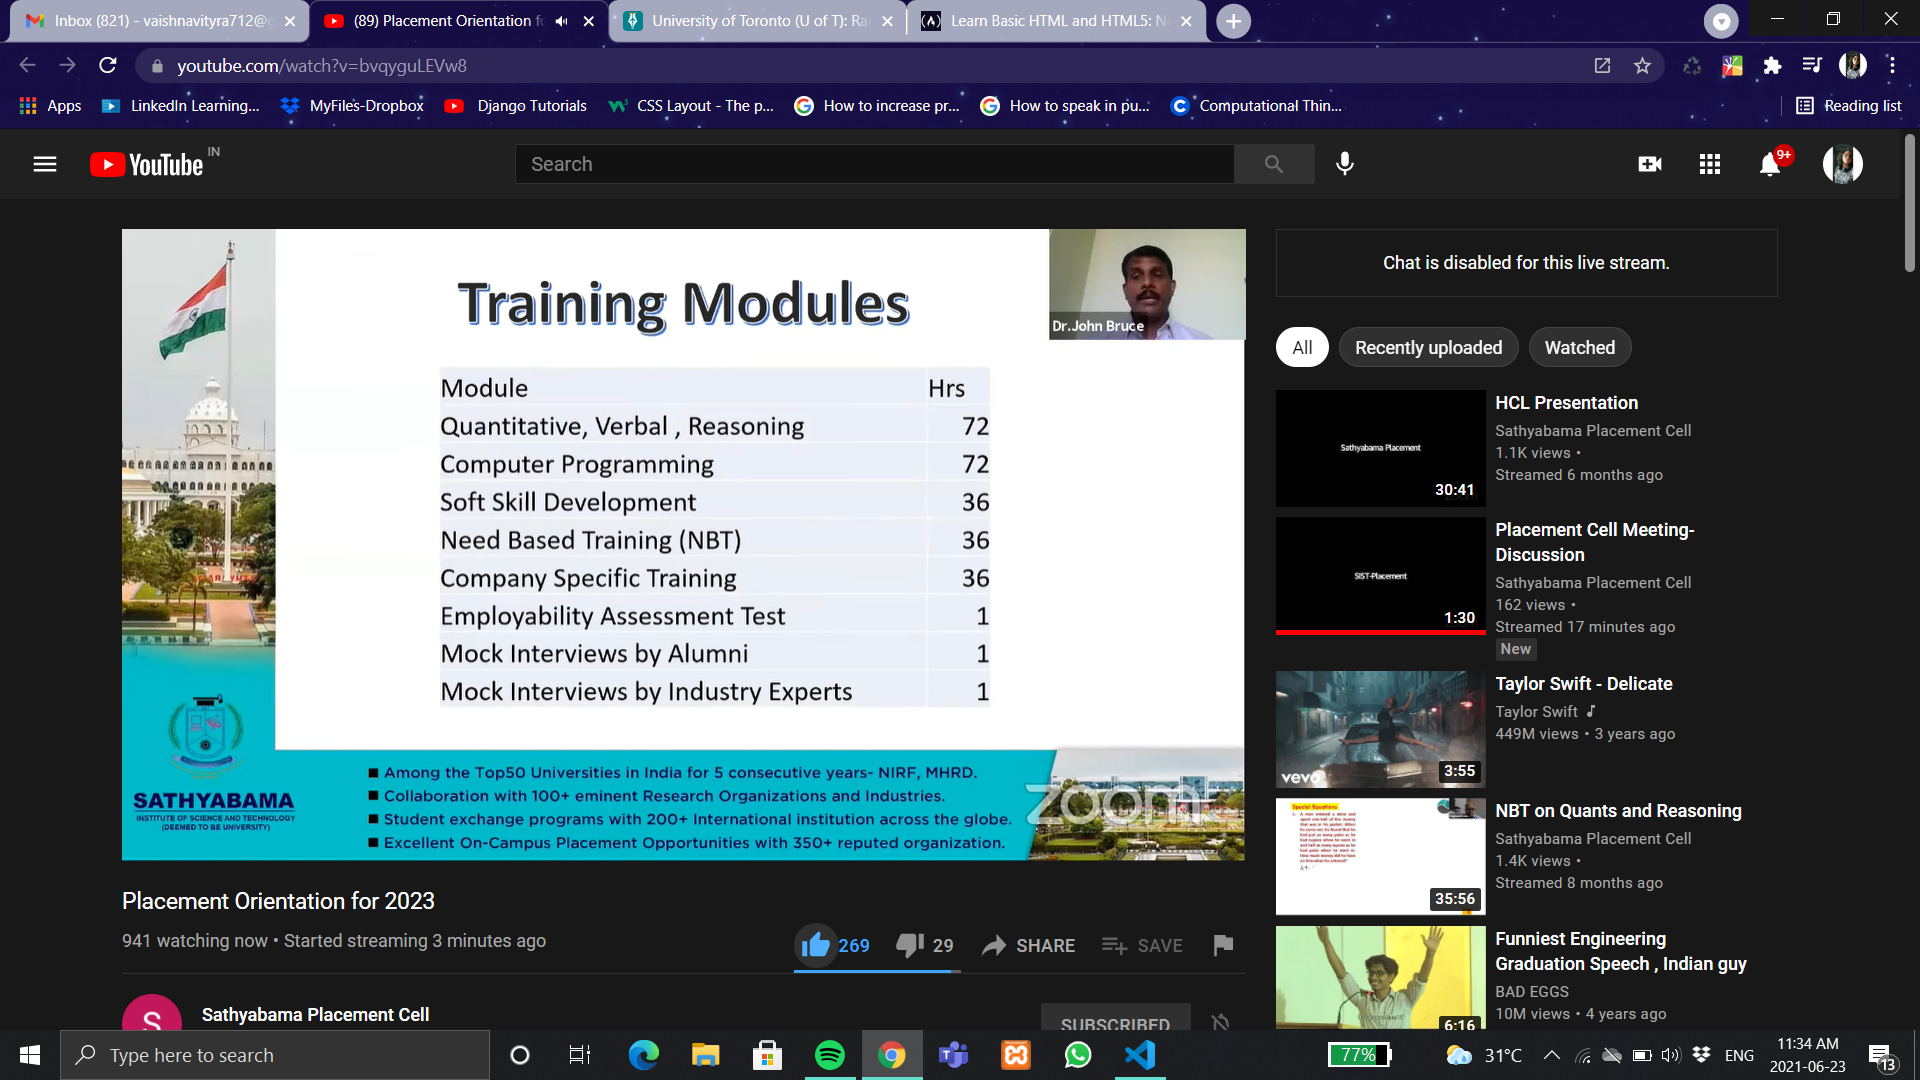 Inbox (821) - vaishnavityra712@g
(89) Placement Orientation fo
University of Toronto (U of T): Ra
Learn Basic HTML and HTML5: N
youtube.com/watch?v=bvqyguLEVw8
Apps
LinkedIn Learning...
MyFiles-Dropbox
Django Tutorials
CSS Layout - The p...
How to increase pr...
How to speak in pu...
Computational Thin...
Reading list
YouTube IN
Search
9+
Training Modules
Dr.John Bruce
Module Hrs
Quantitative, Verbal , Reasoning 72
Computer Programming 72
Soft Skill Development 36
Need Based Training (NBT) 36
Company Specific Training 36
Employability Assessment Test 1
Mock Interviews by Alumni 1
Mock Interviews by Industry Experts 1
SATHYABAMA
INSTITUTE OF SCIENCE AND TECHNOLOGY
(DEEMED TO BE UNIVERSITY)
■ Among the Top50 Universities in India for 5 consecutive years- NIRF, MHRD.
■ Collaboration with 100+ eminent Research Organizations and Industries.
■ Student exchange programs with 200+ International institution across the globe.
■ Excellent On-Campus Placement Opportunities with 350+ reputed organization.
zoom
Placement Orientation for 2023
941 watching now • Started streaming 3 minutes ago
269
29
SHARE
SAVE
S
Sathyabama Placement Cell
SUBSCRIBED
Chat is disabled for this live stream.
All
Recently uploaded
Watched
Sathyabama Placement
30:41
HCL Presentation
Sathyabama Placement Cell
1.1K views •
Streamed 6 months ago
SIST-Placement
1:30
Placement Cell Meeting-
Discussion
Sathyabama Placement Cell
162 views •
Streamed 17 minutes ago
New
vevo
3:55
Taylor Swift - Delicate
Taylor Swift
449M views • 3 years ago
Special Equations
35:56
NBT on Quants and Reasoning
Sathyabama Placement Cell
1.4K views •
Streamed 8 months ago
6:16
Funniest Engineering
Graduation Speech , Indian guy
BAD EGGS
10M views • 4 years ago
Type here to search
77%
31°C
ENG
11:34 AM
2021-06-23
13